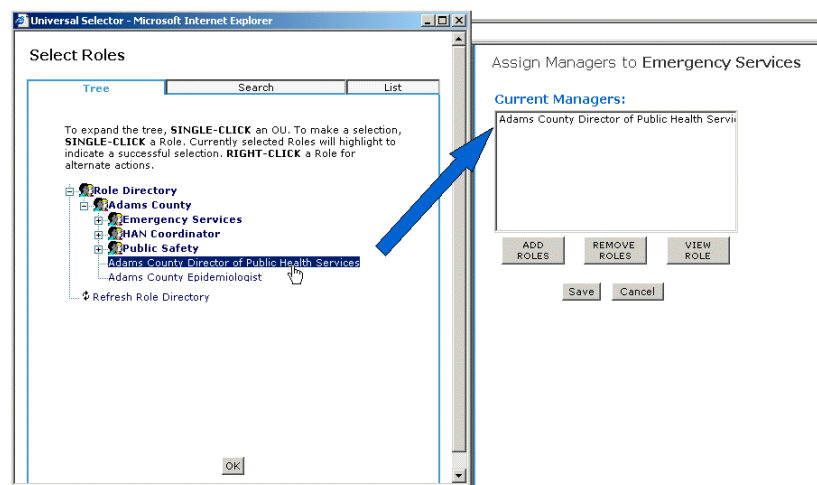 Universal Selector - Microsoft Internet Explorer
Select Roles
Tree
Search
List
To expand the tree, SINGLE-CLICK an OU. To make a selection,
SINGLE-CLICK a Role. Currently selected Roles will highlight to
indicate a successful selection. RIGHT-CLICK a Role for
alternate actions.
Role Directory
Adams County
Emergency Services
HAN Coordinator
Public Safety
Adams County Director of Public Health Services
Adams County Epidemiologist
Refresh Role Directory
OK
Assign Managers to Emergency Services
Current Managers:
Adams County Director of Public Health Servi
ADD
ROLES
REMOVE
ROLES
VIEW
ROLE
Save
Cancel